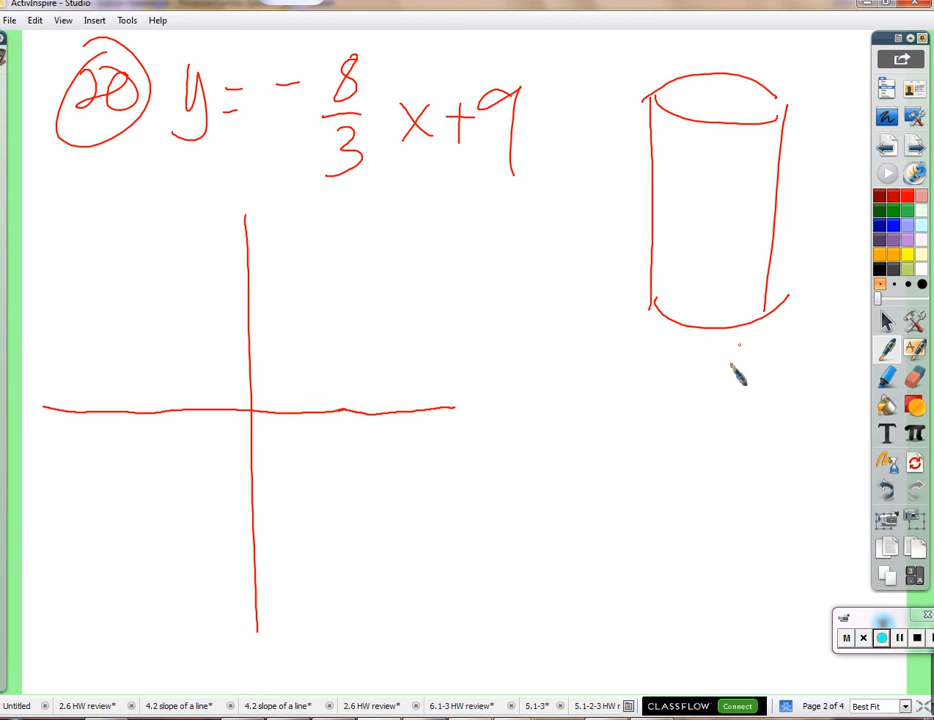 ActivInspire - Studio
File Edit View Insert Tools Help
20 y = - 8/3 x + 9
M
Untitled 2.6 HW review* 4.2 slope of a line* 4.2 slope of a line* 2.6 HW review* 6.1-3 HW review* 5.1-3* 5.1-2-3 HW r CLASSFLOW Connect Page 2 of 4 Best Fit